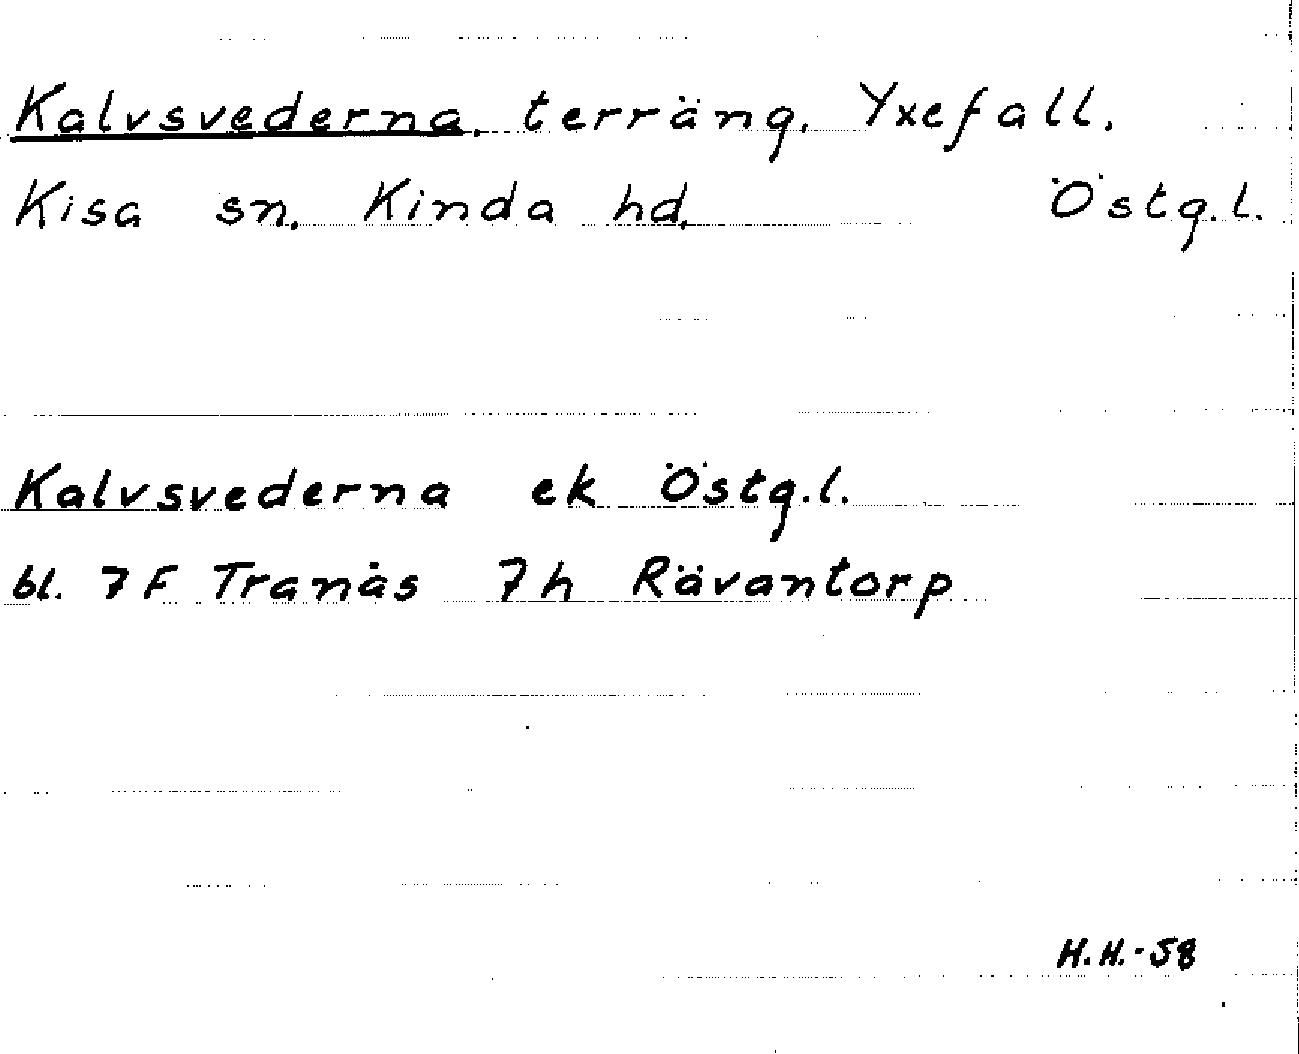 Kalvsvederna, terräng, Yxefall.
Kisa sn, Kinda hd, Östg.l.
Kalvsvederna ek Östg.l.
bl. 7F Tranås 7h Rävantorp
H.H.-58